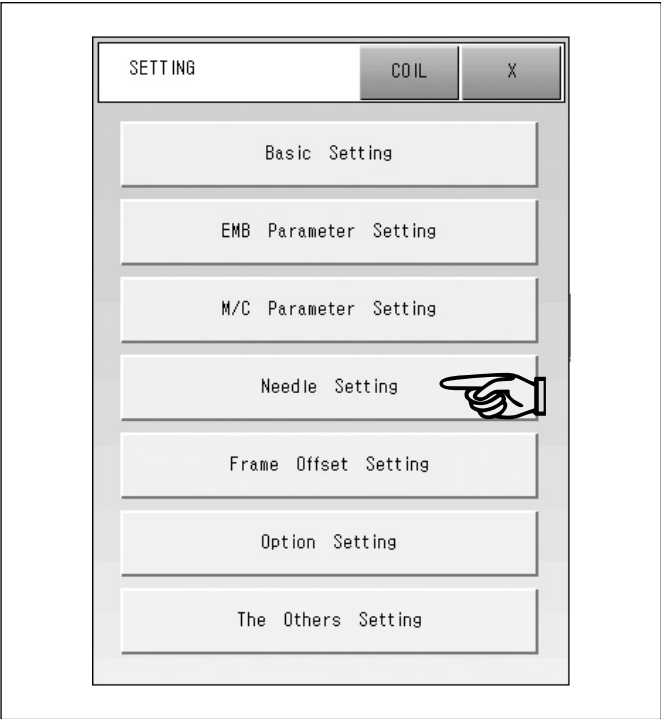 SETTING COIL X
Basic Setting
EMB Parameter Setting
M/C Parameter Setting
Needle Setting
Frame Offset Setting
Option Setting
The Others Setting